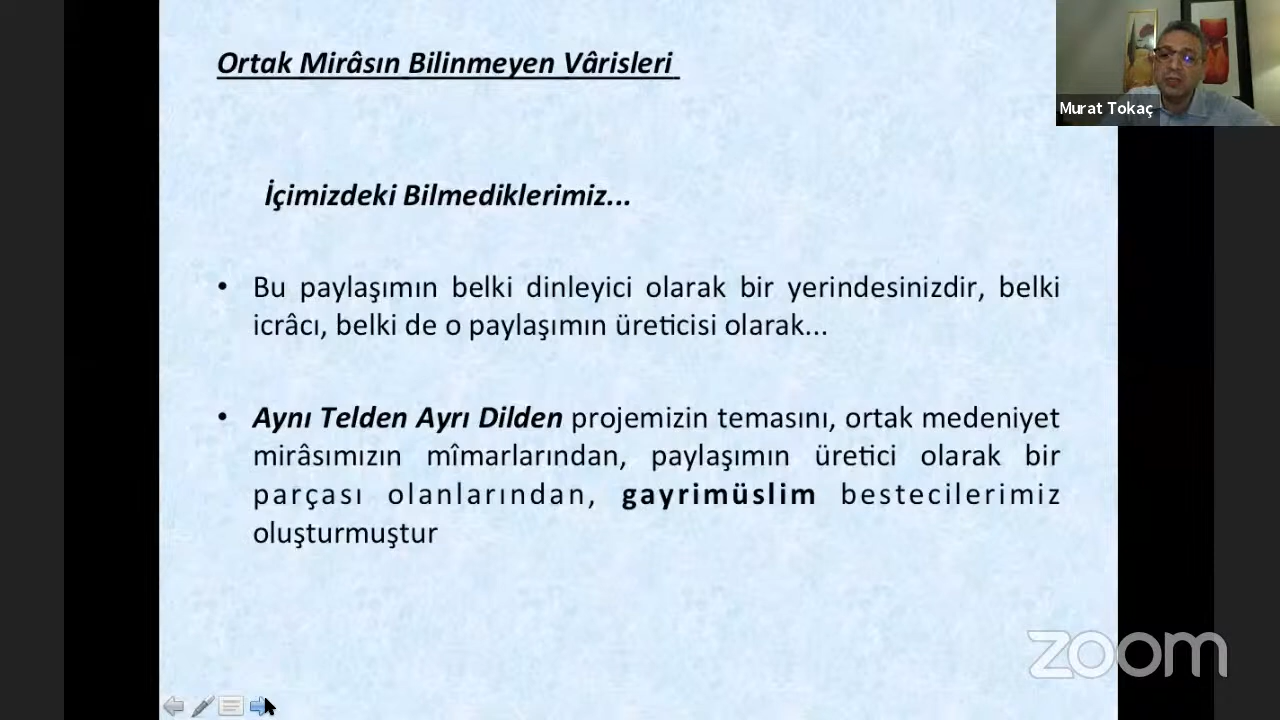 Ortak Mirâsın Bilinmeyen Vârisleri
Murat Tokaç
İçimizdeki Bilmediklerimiz...
• Bu paylaşımın belki dinleyici olarak bir yerindesinizdir, belki
icrâcı, belki de o paylaşımın üreticisi olarak...
• Aynı Telden Ayrı Dilden projemizin temasını, ortak medeniyet
mirâsımızın mîmarlarından, paylaşımın üretici olarak bir
parçası olanlarından, gayrimüslim bestecilerimiz
oluşturmuştur
zoom